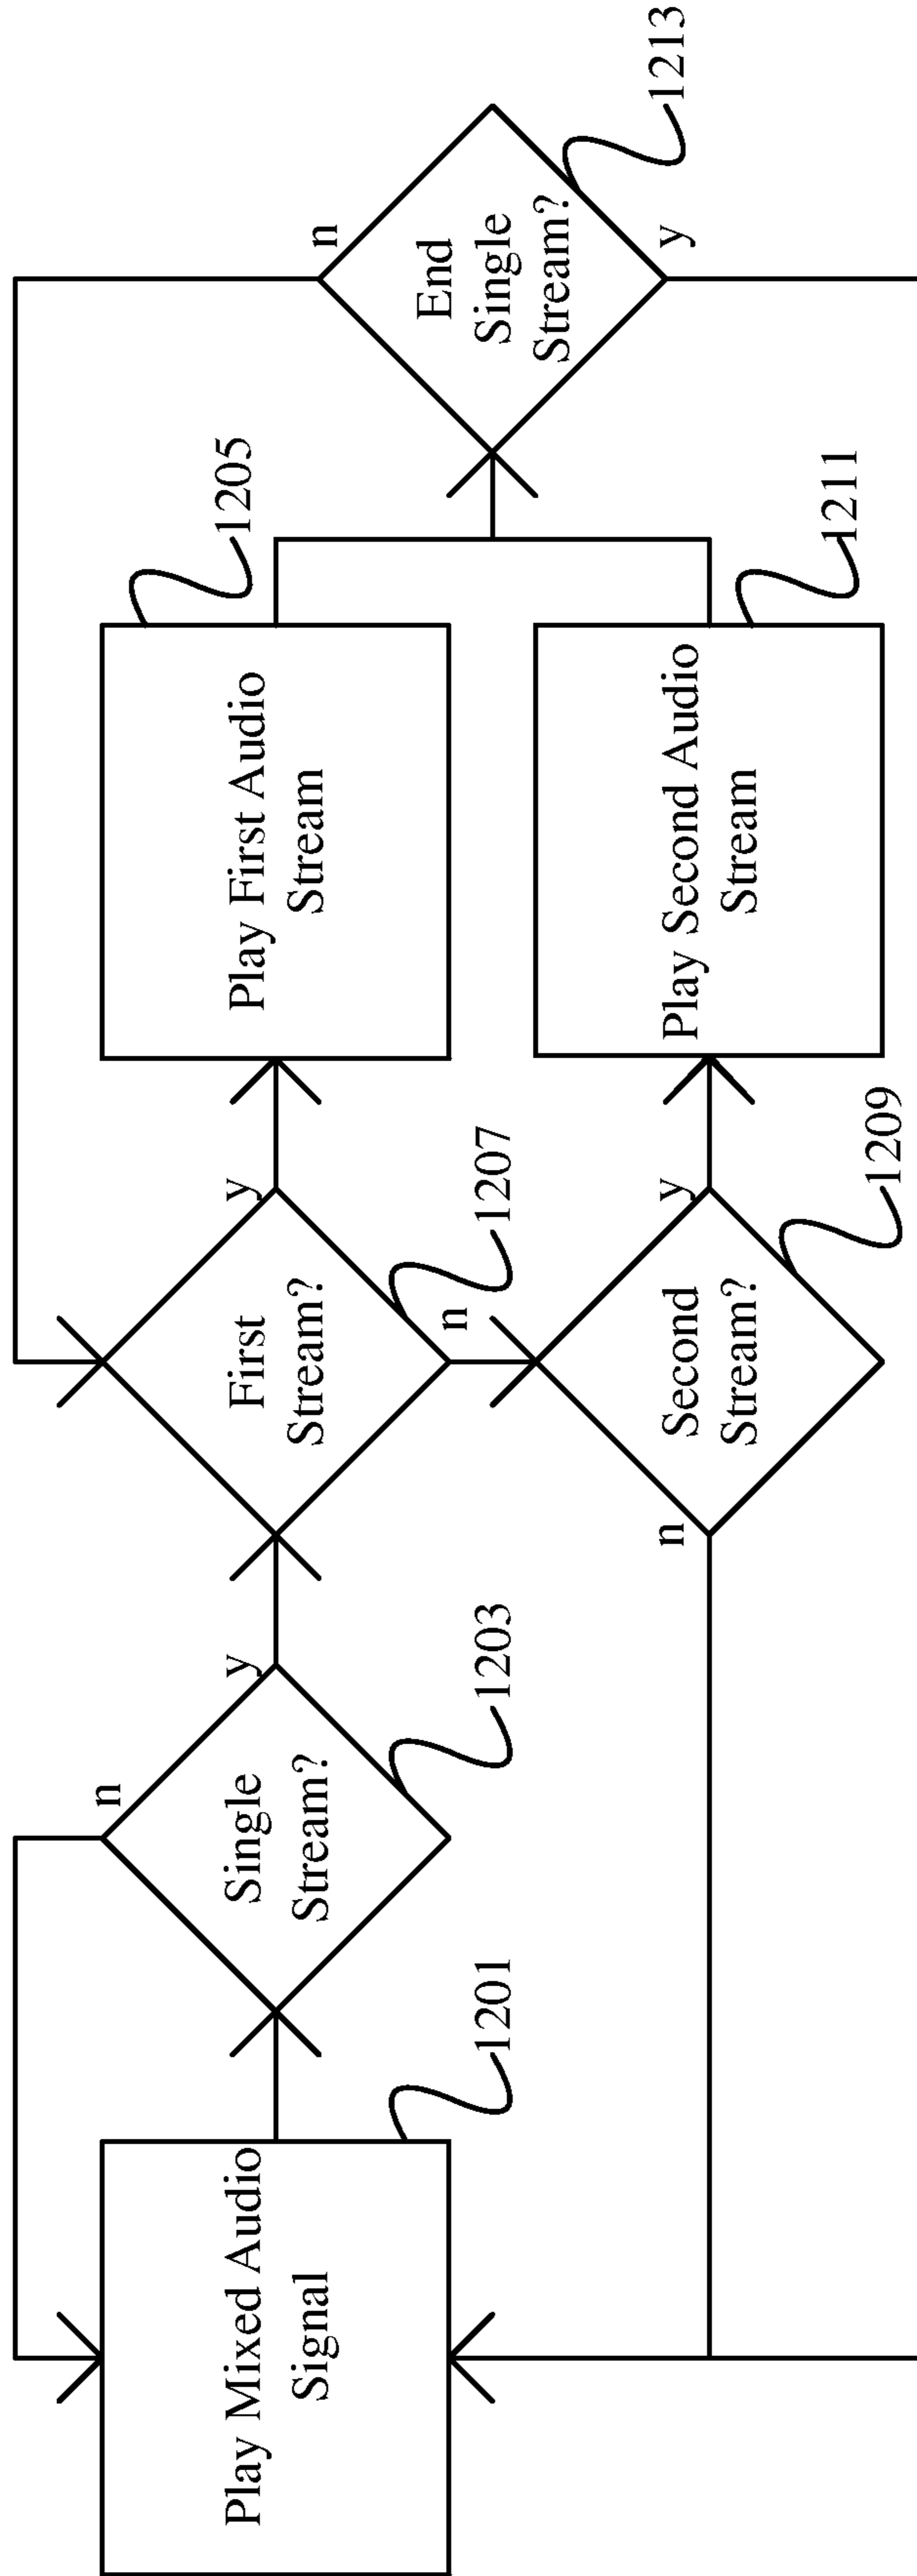 Play Mixed Audio
Signal
1201
n
Single
Stream?
y
1203
First
Stream?
y
n
1207
Play First Audio
Stream
1205
n
Second
Stream?
y
1209
Play Second Audio
Stream
1211
End
Single
Stream?
n
y
1213